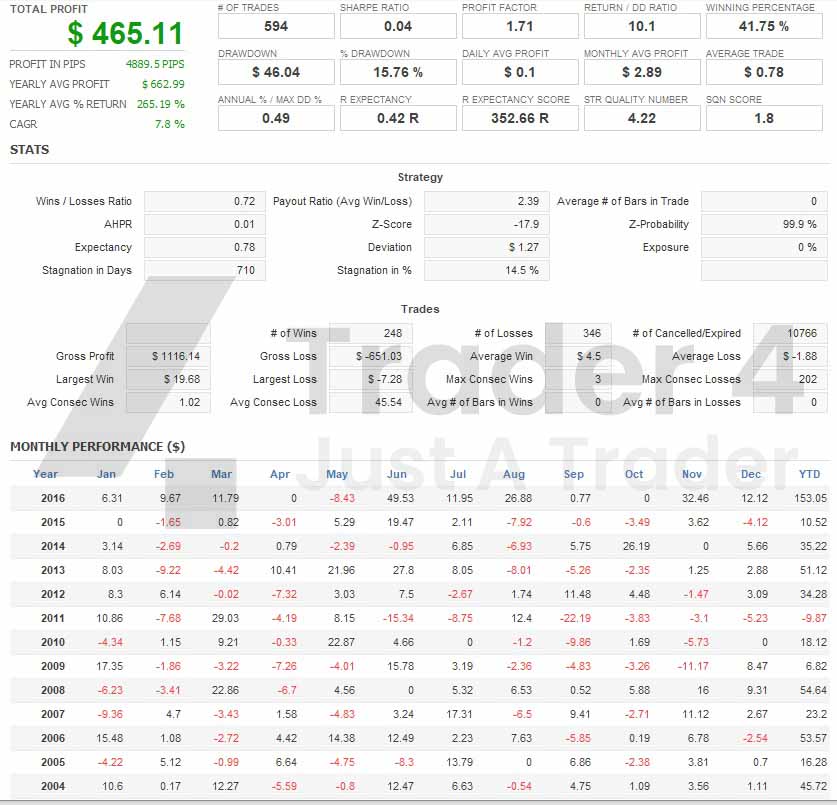 TOTAL PROFIT # OF TRADES SHARPE RATIO PROFIT FACTOR RETURN / DD RATIO WINNING PERCENTAGE
$ 465.11 594 0.04 1.71 10.1 41.75 %
DRAWDOWN % DRAWDOWN DAILY AVG PROFIT MONTHLY AVG PROFIT AVERAGE TRADE
PROFIT IN PIPS 4889.5 PIPS $ 46.04 15.76 % $ 0.1 $ 2.89 $ 0.78
YEARLY AVG PROFIT $ 662.99
YEARLY AVG % RETURN 265.19 % ANNUAL % / MAX DD % R EXPECTANCY R EXPECTANCY SCORE STR QUALITY NUMBER SQN SCORE
CAGR 7.8 % 0.49 0.42 R 352.66 R 4.22 1.8
STATS
Strategy
Wins / Losses Ratio 0.72 Payout Ratio (Avg Win/Loss) 2.39 Average # of Bars in Trade 0
AHPR 0.01 Z-Score -17.9 Z-Probability 99.9 %
Expectancy 0.78 Deviation $ 1.27 Exposure 0 %
Stagnation in Days 710 Stagnation in % 14.5 %
Trades
# of Wins 248 # of Losses 346 # of Cancelled/Expired 10766
Gross Profit $ 1116.14 Gross Loss $ -651.03 Average Win $ 4.5 Average Loss $ -1.88
Largest Win $ 19.68 Largest Loss $ -7.28 Max Consec Wins 3 Max Consec Losses 202
Avg Consec Wins 1.02 Avg Consec Loss 45.54 Avg # of Bars in Wins 0 Avg # of Bars in Losses 0
Trader 4
Just A Trader
MONTHLY PERFORMANCE ($)
Year Jan Feb Mar Apr May Jun Jul Aug Sep Oct Nov Dec YTD
2016 6.31 9.67 11.79 0 -8.43 49.53 11.95 26.88 0.77 0 32.46 12.12 153.05
2015 0 -1.65 0.82 -3.01 5.29 19.47 2.11 -7.92 -0.6 -3.49 3.62 -4.12 10.52
2014 3.14 -2.69 -0.2 0.79 -2.39 -0.95 6.85 -6.93 5.75 26.19 0 5.66 35.22
2013 8.03 -9.22 -4.42 10.41 21.96 27.8 8.05 -8.01 -5.26 -2.35 1.25 2.88 51.12
2012 8.3 6.14 -0.02 -7.32 3.03 7.5 -2.67 1.74 11.48 4.48 -1.47 3.09 34.28
2011 10.86 -7.68 29.03 -4.19 8.15 -15.34 -8.75 12.4 -22.19 -3.83 -3.1 -5.23 -9.87
2010 -4.34 1.15 9.21 -0.33 22.87 4.66 0 -1.2 -9.86 1.69 -5.73 0 18.12
2009 17.35 -1.86 -3.22 -7.26 -4.01 15.78 3.19 -2.36 -4.83 -3.26 -11.17 8.47 6.82
2008 -6.23 -3.41 22.86 -6.7 4.56 0 5.32 6.53 0.52 5.88 16 9.31 54.64
2007 -9.36 4.7 -3.43 1.58 -4.83 3.24 17.31 -6.5 9.41 -2.71 11.12 2.67 23.2
2006 15.48 1.08 -2.72 4.42 14.38 12.49 2.23 7.63 -5.85 0.19 6.78 -2.54 53.57
2005 -4.22 5.12 -0.99 6.64 -4.75 -8.3 13.79 0 6.86 -2.38 3.81 0.7 16.28
2004 10.6 0.17 12.27 -5.59 -0.8 12.47 6.63 -0.54 4.75 1.09 3.56 1.11 45.72